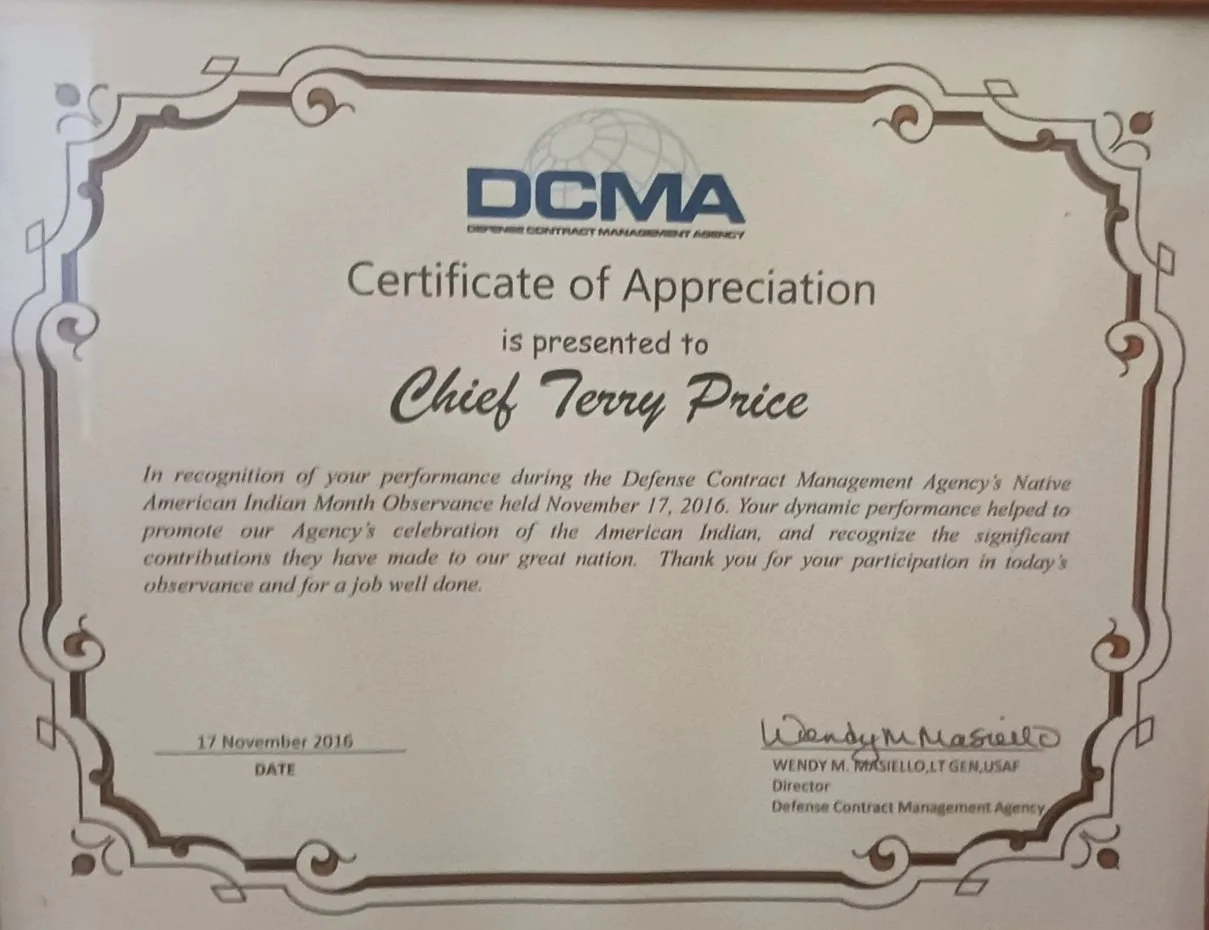 DCMA
DEFENSE CONTRACT MANAGEMENT AGENCY
Certificate of Appreciation
is presented to
Chief Terry Price
In recognition of your performance during the Defense Contract Management Agency's Native
American Indian Month Observance held November 17, 2016. Your dynamic performance helped to
promote our Agency's celebration of the American Indian, and recognize the significant
contributions they have made to our great nation. Thank you for your participation in today's
observance and for a job well done.
17 November 2016
DATE
Wendy M Masiello
WENDY M. MASIELLO,LT GEN,USAF
Director
Defense Contract Management Agency